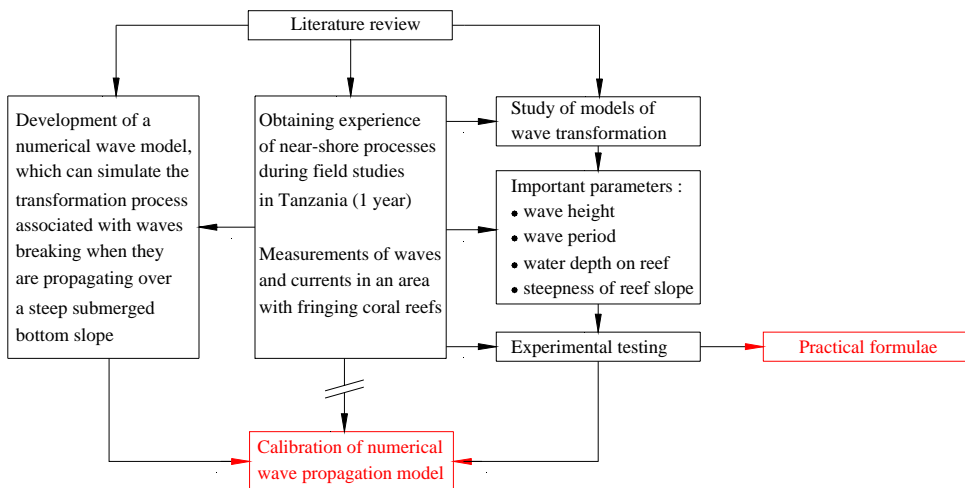 Literature review
Development of a
numerical wave model,
which can simulate the
transformation process
associated with waves
breaking when they
are propagating over
a steep submerged
bottom slope
Obtaining experience
of near-shore processes
during field studies
in Tanzania (1 year)
Measurements of waves
and currents in an area
with fringing coral reefs
Study of models of
wave transformation
Important parameters :
• wave height
• wave period
• water depth on reef
• steepness of reef slope
Experimental testing
Practical formulae
Calibration of numerical
wave propagation model